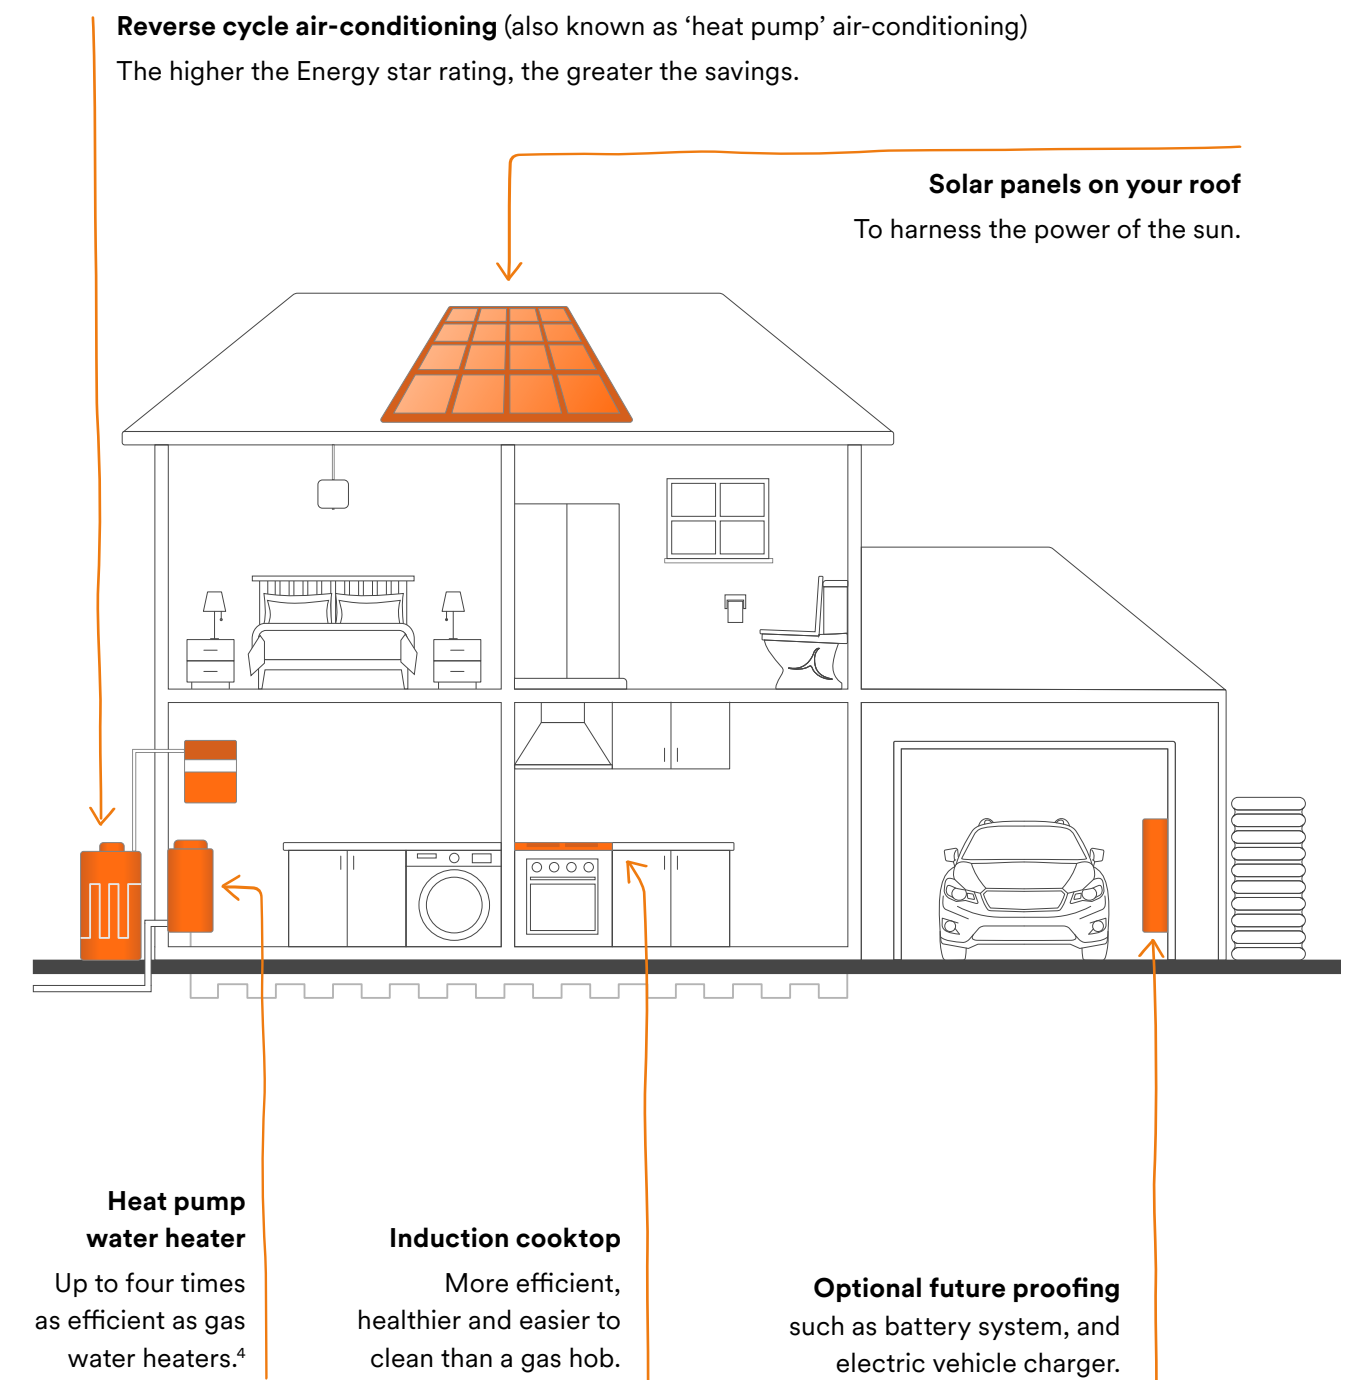 Reverse cycle air-conditioning (also known as ‘heat pump’ air-conditioning)
The higher the Energy star rating, the greater the savings.
Solar panels on your roof
To harness the power of the sun.
Heat pump
water heater
Up to four times
as efficient as gas
water heaters.⁴
Induction cooktop
More efficient,
healthier and easier to
clean than a gas hob.
Optional future proofing
such as battery system, and
electric vehicle charger.